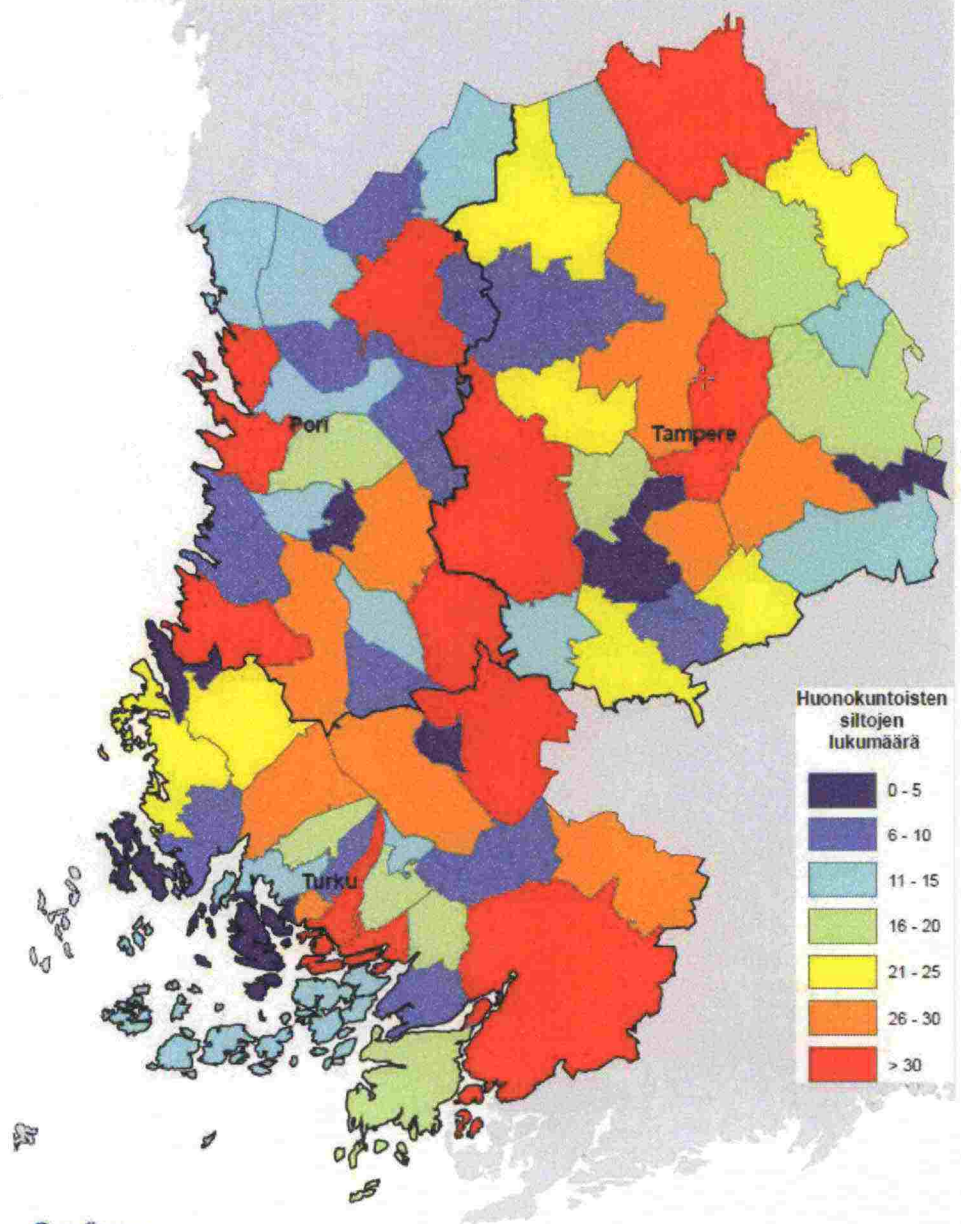 Pori
Tampere
Turku
Huonokuntoisten
siltojen
lukumäärä
0 - 5
6 - 10
11 - 15
16 - 20
21 - 25
26 - 30
> 30